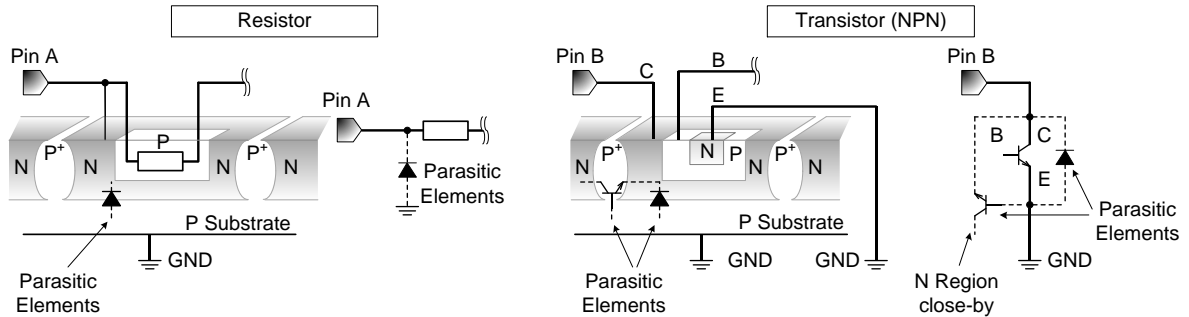 Resistor
Transistor (NPN)
Pin A
Pin B
C
B
E
Pin B
Pin A
N
P+
N
P
N
P+
N
Parasitic
Elements
N
P+
N
P
P+
N
N
B
C
E
P Substrate
GND
Parasitic
Elements
P Substrate
GND
GND
Parasitic
Elements
Parasitic
Elements
GND
N Region
close-by